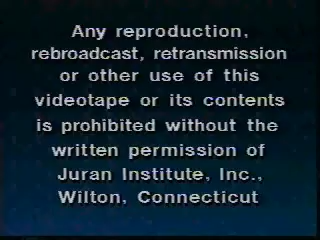 Any reproduction,
rebroadcast, retransmission
or other use of this
videotape or its contents
is prohibited without the
written permission of
Juran Institute, Inc.,
Wilton, Connecticut